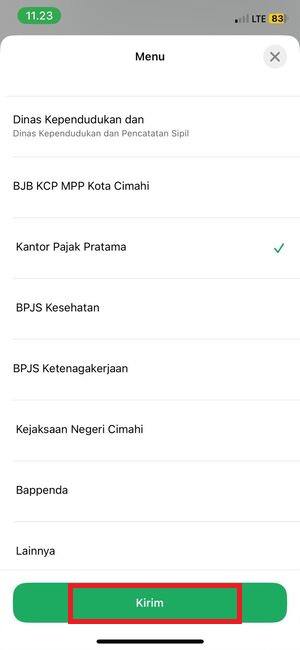 11.23
LTE 83
Menu
Dinas Kependudukan dan
Dinas Kependudukan dan Pencatatan Sipil
BJB KCP MPP Kota Cimahi
Kantor Pajak Pratama
BPJS Kesehatan
BPJS Ketenagakerjaan
Kejaksaan Negeri Cimahi
Bappenda
Lainnya
Kirim